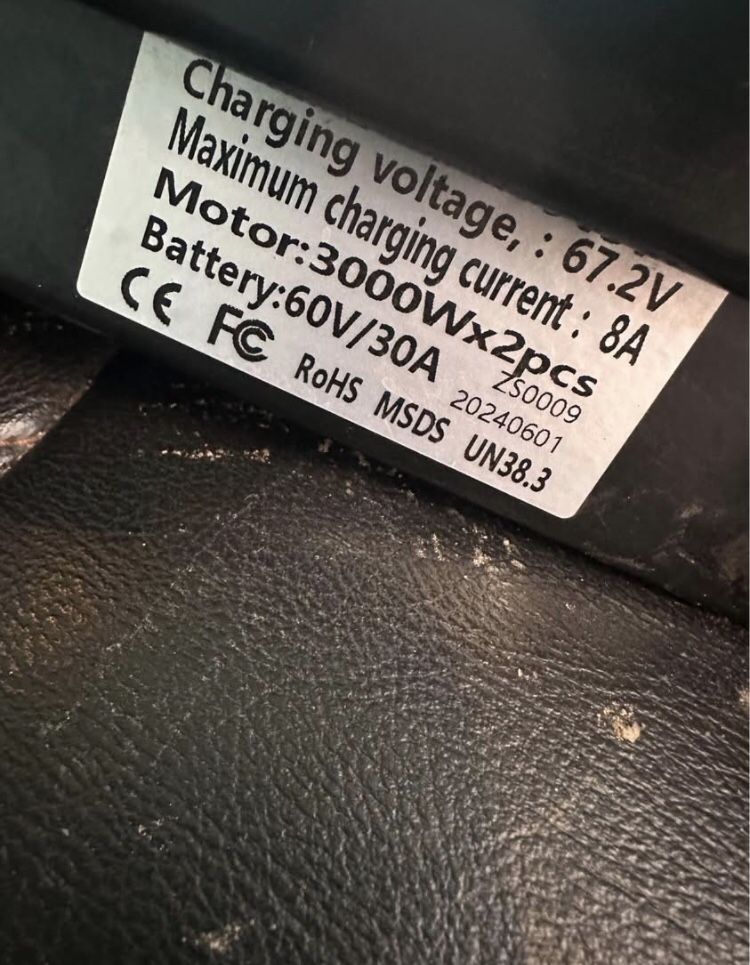 Charging voltage, : 67.2V
Maximum charging current : 8A
Motor:3000Wx2pcs
Battery:60V/30A
ZS0009
20240601
CE FC RoHS MSDS UN38.3